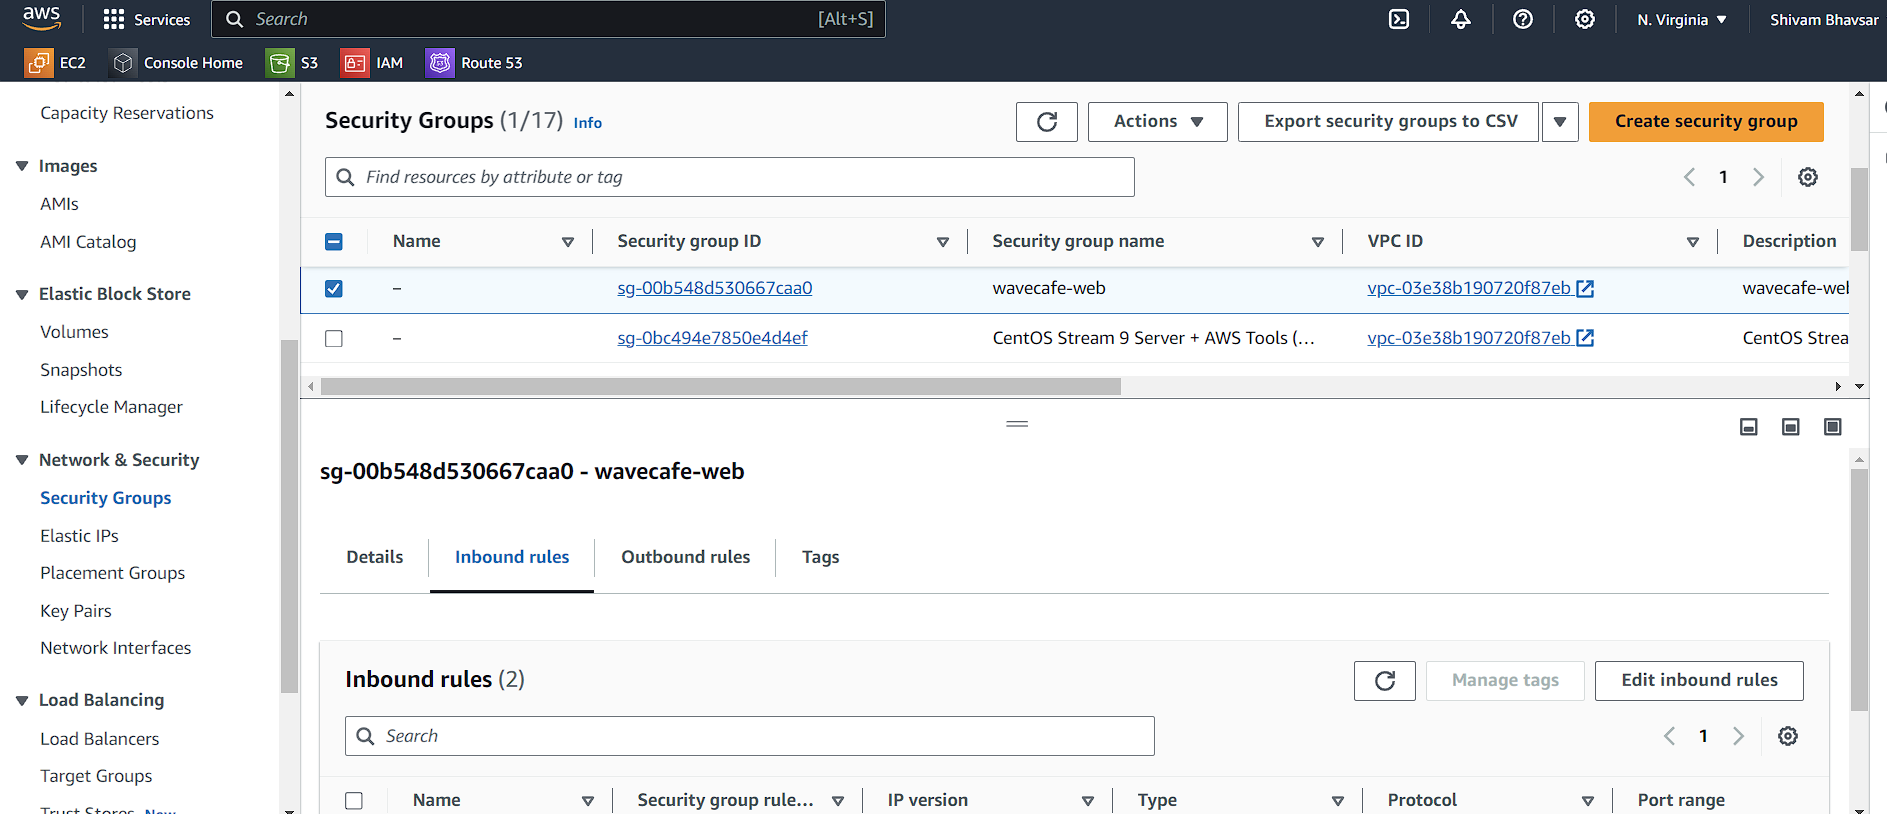 aws Services Search [Alt+S] N. Virginia Shivam Bhavsar
EC2 Console Home S3 IAM Route 53
Capacity Reservations
Images
AMIs
AMI Catalog
Elastic Block Store
Volumes
Snapshots
Lifecycle Manager
Network & Security
Security Groups
Elastic IPs
Placement Groups
Key Pairs
Network Interfaces
Load Balancing
Load Balancers
Target Groups
Trust Stores New
Security Groups (1/17) Info Actions Export security groups to CSV Create security group
Find resources by attribute or tag 1
Name Security group ID Security group name VPC ID Description
– sg-00b548d530667caa0 wavecafe-web vpc-03e38b190720f87eb wavecafe-wel
– sg-0bc494e7850e4d4ef CentOS Stream 9 Server + AWS Tools (... vpc-03e38b190720f87eb CentOS Strea
sg-00b548d530667caa0 - wavecafe-web
Details Inbound rules Outbound rules Tags
Inbound rules (2) Manage tags Edit inbound rules
Search 1
Name Security group rule... IP version Type Protocol Port range